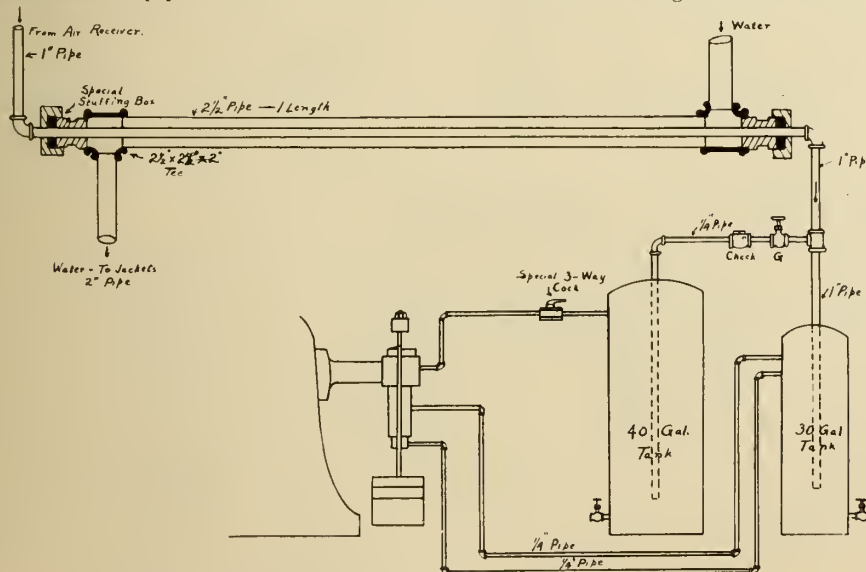 From Air Receiver.
1" Pipe
Special
Stuffing Box
2½" Pipe — 1 Length
Water
2½" x 2½" x 2"
Tee
1" Pipe
¼" Pipe
Check
G
Water - To Jackets
2" Pipe
Special 3-Way
Cock
1" Pipe
40 Gal.
Tank
30 Gal
Tank
¼" Pipe
¼" Pipe